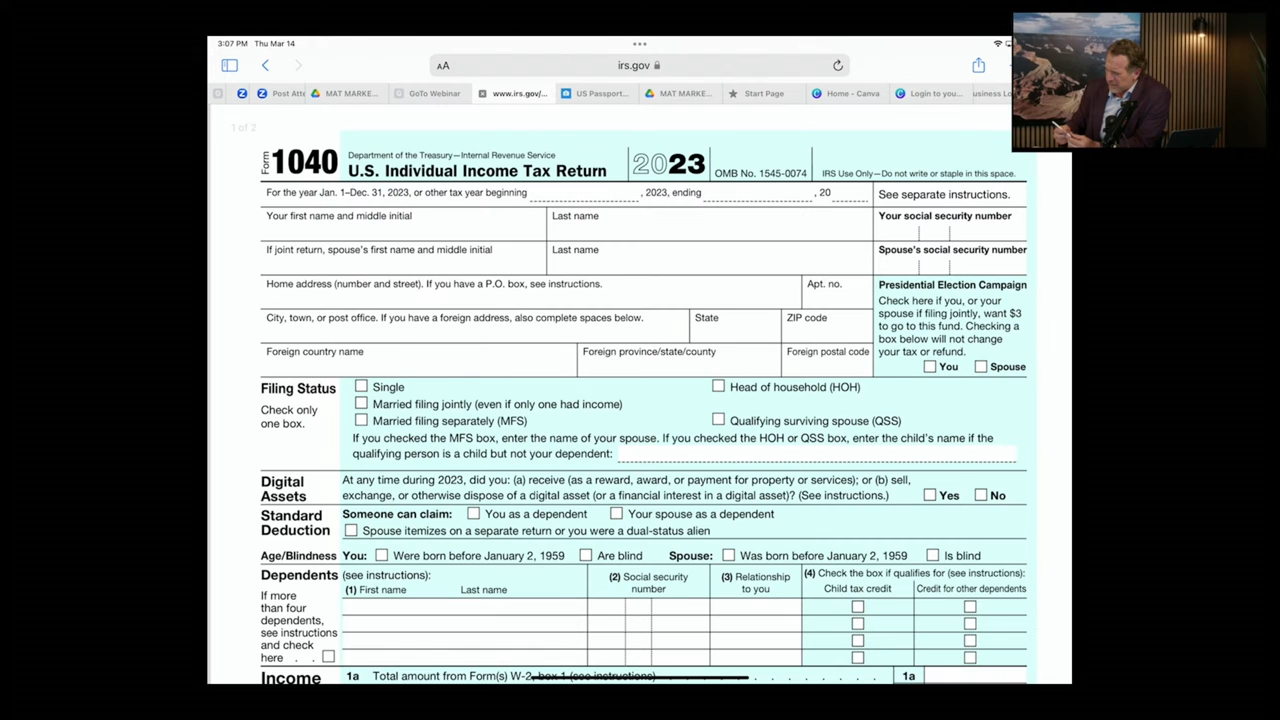 3:07 PM Thu Mar 14
AA irs.gov
Post Att
MAT MARKE...
GoTo Webinar
www.irs.gov/...
US Passport...
MAT MARKE...
Start Page
Home - Canva
Login to you...
1 of 2
Form 1040 Department of the Treasury—Internal Revenue Service
U.S. Individual Income Tax Return 2023 OMB No. 1545-0074 IRS Use Only—Do not write or staple in this space.
For the year Jan. 1–Dec. 31, 2023, or other tax year beginning , 2023, ending , 20 See separate instructions.
Your first name and middle initial Last name Your social security number
If joint return, spouse's first name and middle initial Last name Spouse's social security number
Home address (number and street). If you have a P.O. box, see instructions. Apt. no.
City, town, or post office. If you have a foreign address, also complete spaces below. State ZIP code
Foreign country name Foreign province/state/county Foreign postal code
Presidential Election Campaign
Check here if you, or your
spouse if filing jointly, want $3
to go to this fund. Checking a
box below will not change
your tax or refund.
You Spouse
Filing Status
Check only
one box.
Single Head of household (HOH)
Married filing jointly (even if only one had income)
Married filing separately (MFS) Qualifying surviving spouse (QSS)
If you checked the MFS box, enter the name of your spouse. If you checked the HOH or QSS box, enter the child's name if the
qualifying person is a child but not your dependent:
Digital
Assets
At any time during 2023, did you: (a) receive (as a reward, award, or payment for property or services); or (b) sell,
exchange, or otherwise dispose of a digital asset (or a financial interest in a digital asset)? (See instructions.) Yes No
Standard
Deduction
Someone can claim: You as a dependent Your spouse as a dependent
Spouse itemizes on a separate return or you were a dual-status alien
Age/Blindness You: Were born before January 2, 1959 Are blind Spouse: Was born before January 2, 1959 Is blind
Dependents (see instructions):
If more
than four
dependents,
see instructions
and check
here . .
(1) First name Last name
(2) Social security
number
(3) Relationship
to you
(4) Check the box if qualifies for (see instructions):
Child tax credit Credit for other dependents
Income 1a Total amount from Form(s) W-2, box 1 (see instructions) . . . . . . . 1a